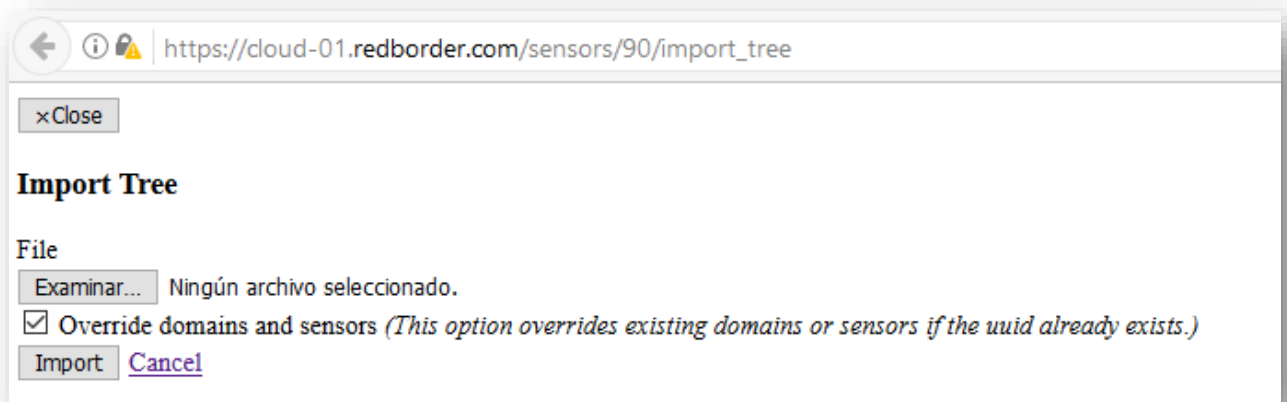 https://cloud-01.redborder.com/sensors/90/import_tree
×Close
Import Tree
File
Examinar... Ningún archivo seleccionado.
Override domains and sensors (This option overrides existing domains or sensors if the uuid already exists.)
Import Cancel